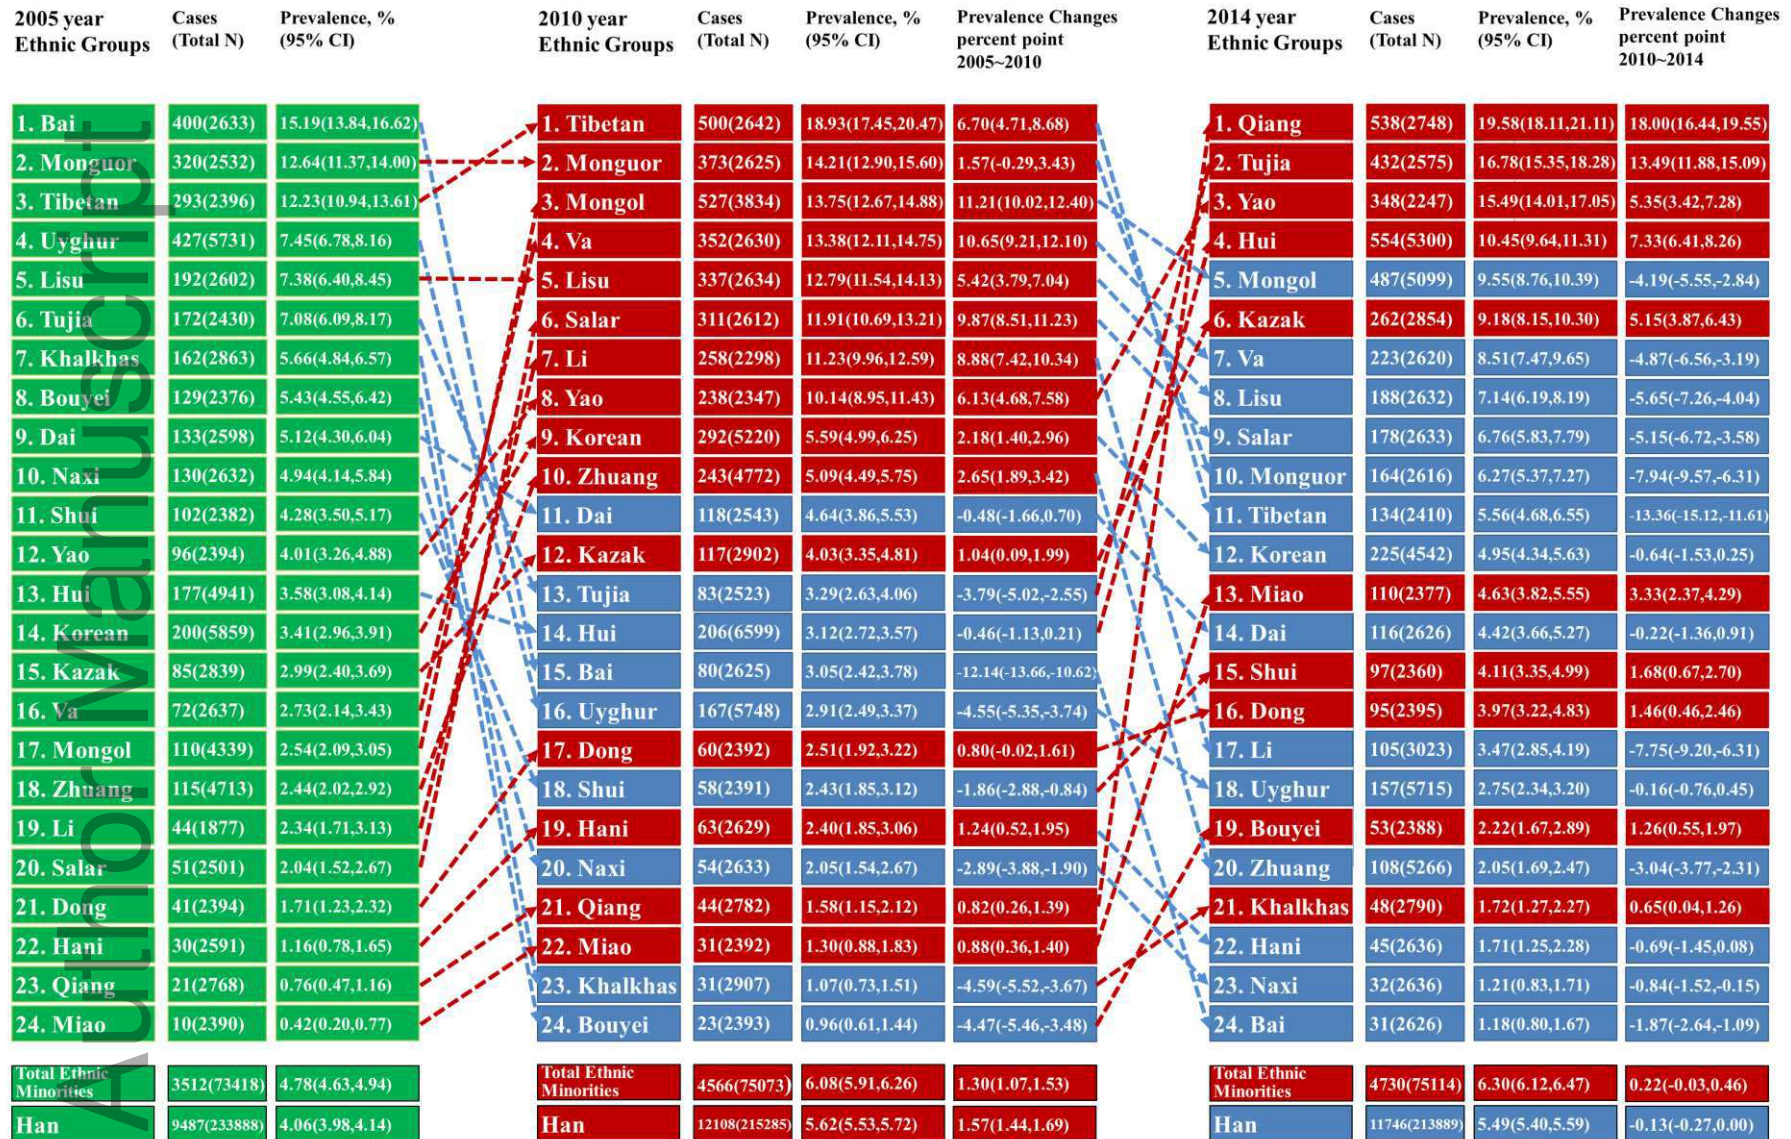 2005 year Cases Prevalence, % 2010 year Cases Prevalence, % Prevalence Changes 2014 year Cases Prevalence, % Prevalence Changes
Ethnic Groups (Total N) (95% CI) Ethnic Groups (Total N) (95% CI) percent point Ethnic Groups (Total N) (95% CI) percent point
2005~2010 2010~2014
1. Bai 400(2633) 15.19(13.84,16.62) 1. Tibetan 500(2642) 18.93(17.45,20.47) 6.70(4.71,8.68) 1. Qiang 538(2748) 19.58(18.11,21.11) 18.00(16.44,19.55)
2. Monguor 320(2532) 12.64(11.37,14.00) 2. Monguor 373(2625) 14.21(12.90,15.60) 1.57(-0.29,3.43) 2. Tujia 432(2575) 16.78(15.35,18.28) 13.49(11.88,15.09)
3. Tibetan 293(2396) 12.23(10.94,13.61) 3. Mongol 527(3834) 13.75(12.67,14.88) 11.21(10.02,12.40) 3. Yao 348(2247) 15.49(14.01,17.05) 5.35(3.42,7.28)
4. Uyghur 427(5731) 7.45(6.78,8.16) 4. Va 352(2630) 13.38(12.11,14.75) 10.65(9.21,12.10) 4. Hui 554(5300) 10.45(9.64,11.31) 7.33(6.41,8.26)
5. Lisu 192(2602) 7.38(6.40,8.45) 5. Lisu 337(2634) 12.79(11.54,14.13) 5.42(3.79,7.04) 5. Mongol 487(5099) 9.55(8.76,10.39) -4.19(-5.55,-2.84)
6. Tujia 172(2430) 7.08(6.09,8.17) 6. Salar 311(2612) 11.91(10.69,13.21) 9.87(8.51,11.23) 6. Kazak 262(2854) 9.18(8.15,10.30) 5.15(3.87,6.43)
7. Khalkhas 162(2863) 5.66(4.84,6.57) 7. Li 258(2298) 11.23(9.96,12.59) 8.88(7.42,10.34) 7. Va 223(2620) 8.51(7.47,9.65) -4.87(-6.56,-3.19)
8. Bouyei 129(2376) 5.43(4.55,6.42) 8. Yao 238(2347) 10.14(8.95,11.43) 6.13(4.68,7.58) 8. Lisu 188(2632) 7.14(6.19,8.19) -5.65(-7.26,-4.04)
9. Dai 133(2598) 5.12(4.30,6.04) 9. Korean 292(5220) 5.59(4.99,6.25) 2.18(1.40,2.96) 9. Salar 178(2633) 6.76(5.83,7.79) -5.15(-6.72,-3.58)
10. Naxi 130(2632) 4.94(4.14,5.84) 10. Zhuang 243(4772) 5.09(4.49,5.75) 2.65(1.89,3.42) 10. Monguor 164(2616) 6.27(5.37,7.27) -7.94(-9.57,-6.31)
11. Shui 102(2382) 4.28(3.50,5.17) 11. Dai 118(2543) 4.64(3.86,5.53) -0.48(-1.66,0.70) 11. Tibetan 134(2410) 5.56(4.68,6.55) -13.36(-15.12,-11.61)
12. Yao 96(2394) 4.01(3.26,4.88) 12. Kazak 117(2902) 4.03(3.35,4.81) 1.04(0.09,1.99) 12. Korean 225(4542) 4.95(4.34,5.63) -0.64(-1.53,0.25)
13. Hui 177(4941) 3.58(3.08,4.14) 13. Tujia 83(2523) 3.29(2.63,4.06) -3.79(-5.02,-2.55) 13. Miao 110(2377) 4.63(3.82,5.55) 3.33(2.37,4.29)
14. Korean 200(5859) 3.41(2.96,3.91) 14. Hui 206(6599) 3.12(2.72,3.57) -0.46(-1.13,0.21) 14. Dai 116(2626) 4.42(3.66,5.27) -0.22(-1.36,0.91)
15. Kazak 85(2839) 2.99(2.40,3.69) 15. Bai 80(2625) 3.05(2.42,3.78) -12.14(-13.66,-10.62) 15. Shui 97(2360) 4.11(3.35,4.99) 1.68(0.67,2.70)
16. Va 72(2637) 2.73(2.14,3.43) 16. Uyghur 167(5748) 2.91(2.49,3.37) -4.55(-5.35,-3.74) 16. Dong 95(2395) 3.97(3.22,4.83) 1.46(0.46,2.46)
17. Mongol 110(4339) 2.54(2.09,3.05) 17. Dong 60(2392) 2.51(1.92,3.22) 0.80(-0.02,1.61) 17. Li 105(3023) 3.47(2.85,4.19) -7.75(-9.20,-6.31)
18. Zhuang 115(4713) 2.44(2.02,2.92) 18. Shui 58(2391) 2.43(1.85,3.12) -1.86(-2.88,-0.84) 18. Uyghur 157(5715) 2.75(2.34,3.20) -0.16(-0.76,0.45)
19. Li 44(1877) 2.34(1.71,3.13) 19. Hani 63(2629) 2.40(1.85,3.06) 1.24(0.52,1.95) 19. Bouyei 53(2388) 2.22(1.67,2.89) 1.26(0.55,1.97)
20. Salar 51(2501) 2.04(1.52,2.67) 20. Naxi 54(2633) 2.05(1.54,2.67) -2.89(-3.88,-1.90) 20. Zhuang 108(5266) 2.05(1.69,2.47) -3.04(-3.77,-2.31)
21. Dong 41(2394) 1.71(1.23,2.32) 21. Qiang 44(2782) 1.58(1.15,2.12) 0.82(0.26,1.39) 21. Khalkhas 48(2790) 1.72(1.27,2.27) 0.65(0.04,1.26)
22. Hani 30(2591) 1.16(0.78,1.65) 22. Miao 31(2392) 1.30(0.88,1.83) 0.88(0.36,1.40) 22. Hani 45(2636) 1.71(1.25,2.28) -0.69(-1.45,0.08)
23. Qiang 21(2768) 0.76(0.47,1.16) 23. Khalkhas 31(2907) 1.07(0.73,1.51) -4.59(-5.52,-3.67) 23. Naxi 32(2636) 1.21(0.83,1.71) -0.84(-1.52,-0.15)
24. Miao 10(2390) 0.42(0.20,0.77) 24. Bouyei 23(2393) 0.96(0.61,1.44) -4.47(-5.46,-3.48) 24. Bai 31(2626) 1.18(0.80,1.67) -1.87(-2.64,-1.09)
Total Ethnic Minorities 3512(73418) 4.78(4.63,4.94) Total Ethnic Minorities 4566(75073) 6.08(5.91,6.26) 1.30(1.07,1.53) Total Ethnic Minorities 4730(75114) 6.30(6.12,6.47) 0.22(-0.03,0.46)
Han 9487(233888) 4.06(3.98,4.14) Han 12108(215285) 5.62(5.53,5.72) 1.57(1.44,1.69) Han 11746(213889) 5.49(5.40,5.59) -0.13(-0.27,0.00)
Author Manuscript